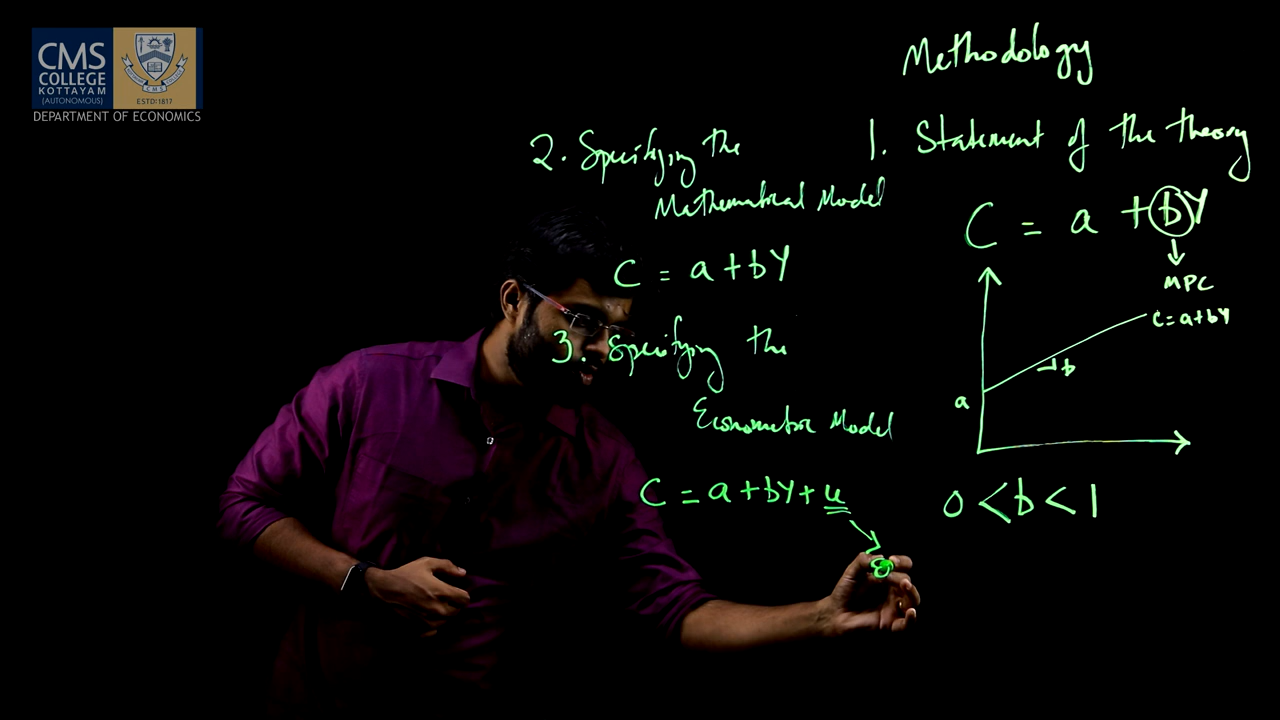 CMS
COLLEGE
KOTTAYAM
(AUTONOMOUS)
ESTD 1817
DEPARTMENT OF ECONOMICS
Methodology
1. Statement of the theory
C = a + bY
MPC
C = a + bY
b
a
0 < b < 1
2. Specifying the
Mathematical Model
C = a + bY
3. Specifying the
Econometric Model
C = a + bY + u